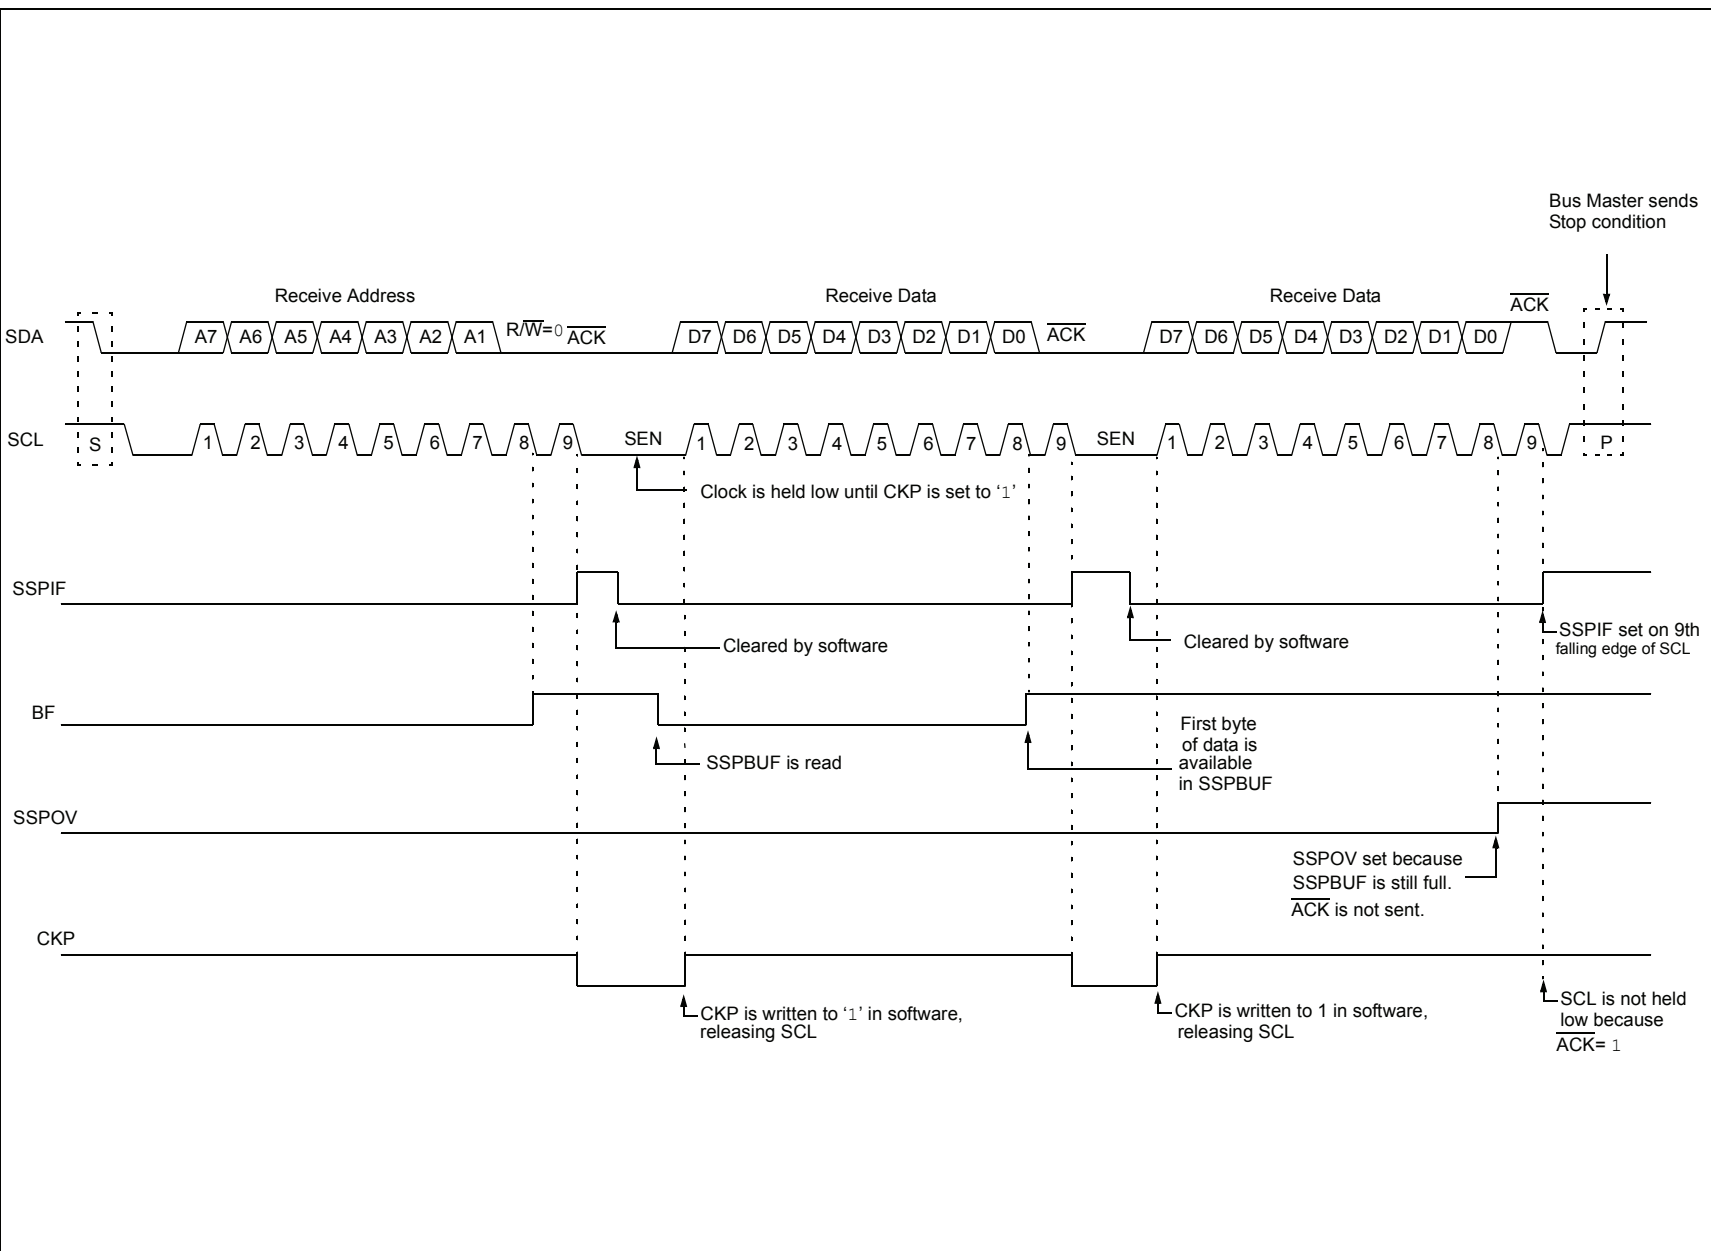 Bus Master sends
Stop condition
Receive Address
Receive Data
Receive Data
ACK
SDA
A7 A6 A5 A4 A3 A2 A1 R/W=0 ACK
D7 D6 D5 D4 D3 D2 D1 D0 ACK
D7 D6 D5 D4 D3 D2 D1 D0
SCL
S
1 2 3 4 5 6 7 8 9
SEN
1 2 3 4 5 6 7 8 9
SEN
1 2 3 4 5 6 7 8 9
P
Clock is held low until CKP is set to ‘1’
SSPIF
Cleared by software
Cleared by software
SSPIF set on 9th
falling edge of SCL
BF
SSPBUF is read
First byte
of data is
available
in SSPBUF
SSPOV
SSPOV set because
SSPBUF is still full.
ACK is not sent.
CKP
CKP is written to ‘1’ in software,
releasing SCL
CKP is written to 1 in software,
releasing SCL
SCL is not held
low because
ACK= 1